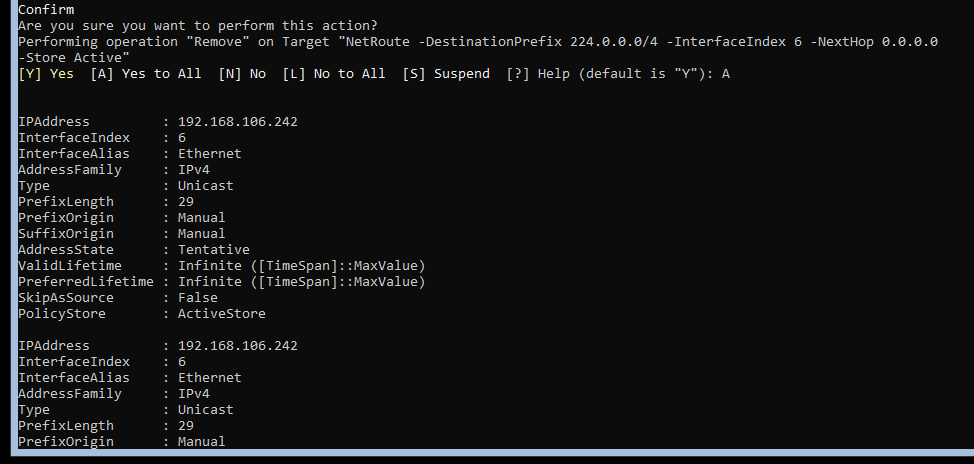 Confirm
Are you sure you want to perform this action?
Performing operation "Remove" on Target "NetRoute -DestinationPrefix 224.0.0.0/4 -InterfaceIndex 6 -NextHop 0.0.0.0
-Store Active"
[Y] Yes  [A] Yes to All  [N] No  [L] No to All  [S] Suspend  [?] Help (default is "Y"): A
IPAddress         : 192.168.106.242
InterfaceIndex    : 6
InterfaceAlias    : Ethernet
AddressFamily     : IPv4
Type              : Unicast
PrefixLength      : 29
PrefixOrigin      : Manual
SuffixOrigin      : Manual
AddressState      : Tentative
ValidLifetime     : Infinite ([TimeSpan]::MaxValue)
PreferredLifetime : Infinite ([TimeSpan]::MaxValue)
SkipAsSource      : False
PolicyStore       : ActiveStore
IPAddress         : 192.168.106.242
InterfaceIndex    : 6
InterfaceAlias    : Ethernet
AddressFamily     : IPv4
Type              : Unicast
PrefixLength      : 29
PrefixOrigin      : Manual